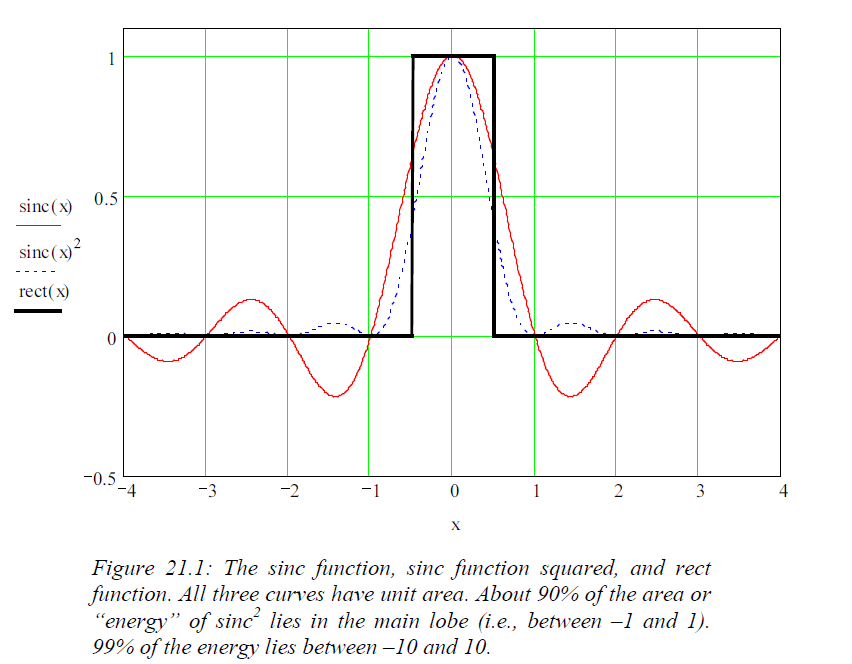 1
sinc(x)
0.5
sinc(x)²
rect(x)
0
−0.5
−4 −3 −2 −1 0 1 2 3 4
x
Figure 21.1: The sinc function, sinc function squared, and rect
function. All three curves have unit area. About 90% of the area or
“energy” of sinc² lies in the main lobe (i.e., between –1 and 1).
99% of the energy lies between –10 and 10.